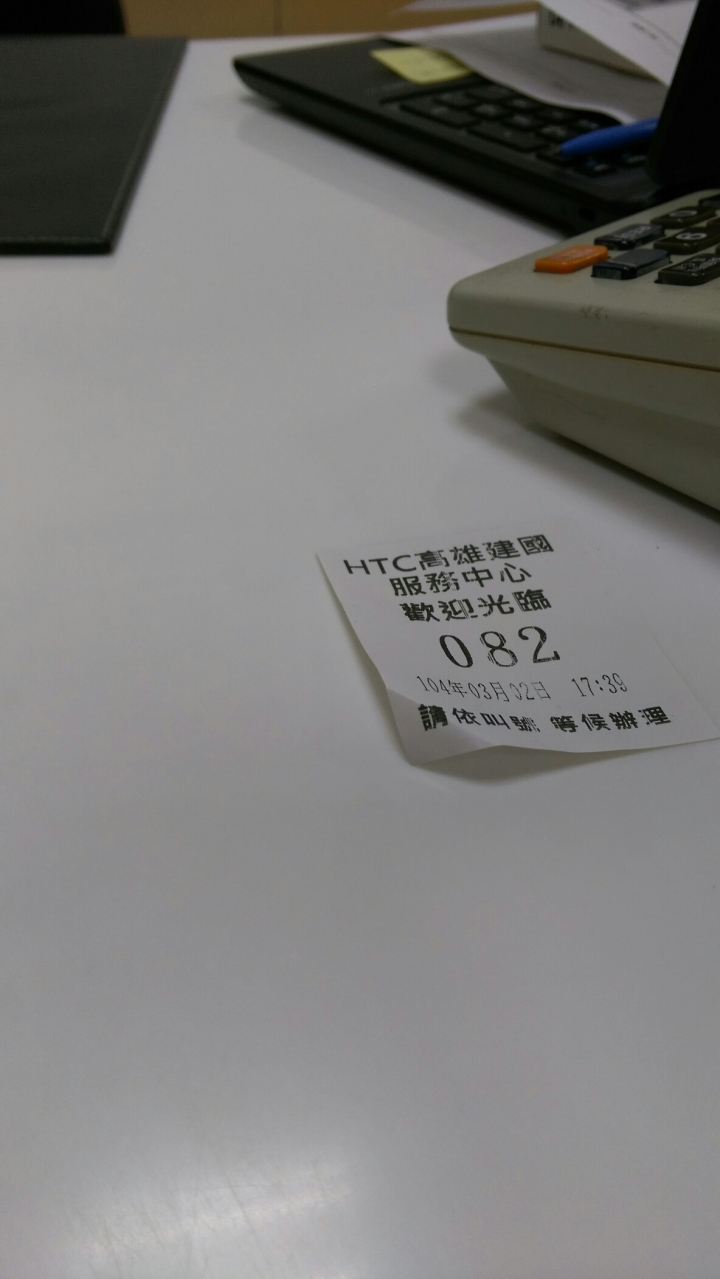 HTC高雄建國
服務中心
歡迎光臨
082
104年03月02日 17:39
請依叫號 等候辦理